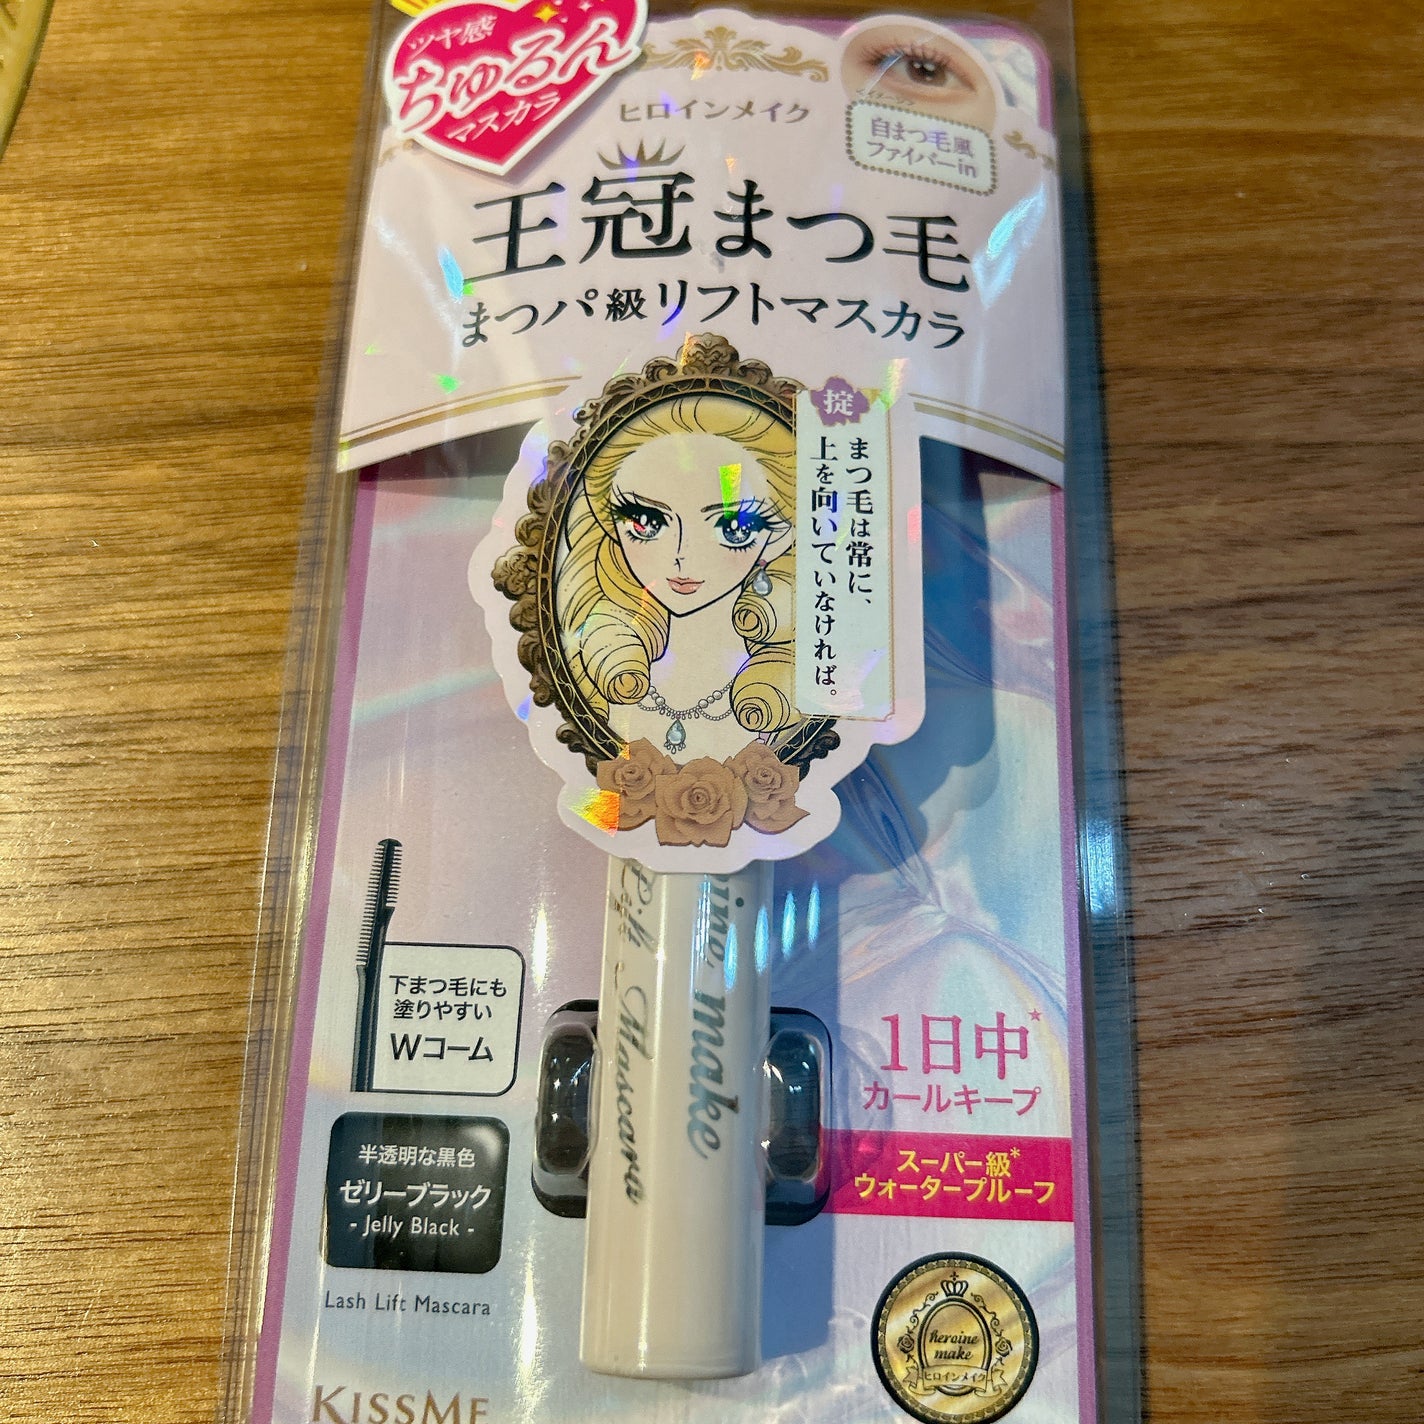 ツヤ感
ちゅるん
マスカラ
ヒロインメイク
自まつ毛風
ファイバーin
王冠まつ毛
まつパ級リフトマスカラ
掟
まつ毛は常に、
上を向いていなければ。
ine make
Mascara
下まつ毛にも
塗りやすい
Wコーム
半透明な黒色
ゼリーブラック
- Jelly Black -
Lash Lift Mascara
1日中*
カールキープ
スーパー級*
ウォータープルーフ
heroine
make
ヒロインメイク
KISSME